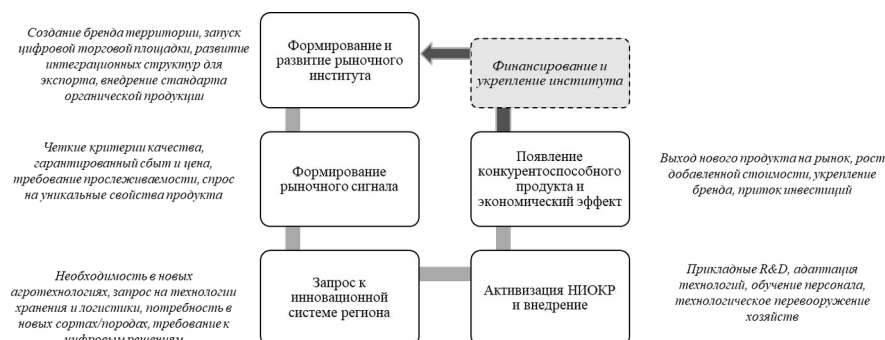 Создание бренда территории, запуск
цифровой торговой площадки, развитие
интеграционных структур для
экспорта, внедрение стандарта
органической продукции
Формирование и
развитие рыночного
института
Финансирование и
укрепление института
Четкие критерии качества,
гарантированный сбыт и цена,
требование прослеживаемости, спрос
на уникальные свойства продукта
Формирование
рыночного сигнала
Появление
конкурентоспособного
продукта и
экономический эффект
Выход нового продукта на рынок, рост
добавленной стоимости, укрепление
бренда, приток инвестиций
Необходимость в новых
агротехнологиях, запрос на технологии
хранения и логистики, потребность в
новых сортах/породах, требование к
цифровым решениям
Запрос к
инновационной
системе региона
Активизация НИОКР
и внедрение
Прикладные R&D, адаптация
технологий, обучение персонала,
технологическое перевооружение
хозяйств